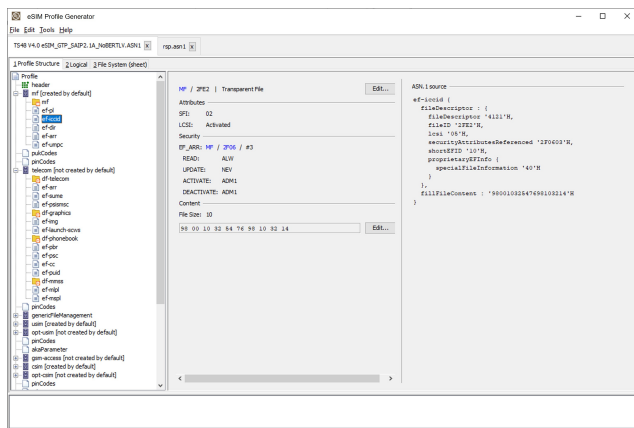 eSIM Profile Generator
File Edit Tools Help
TS48 V4.0 eSIM_GTP_SAIP2.1A_NoBERTLV.ASN1 x rsp.asn1 x
1 Profile Structure 2 Logical 3 File System (sheet)
Profile
header
mf [created by default]
mf
ef-pl
ef-iccid
ef-dir
ef-arr
ef-umpc
pukCodes
pinCodes
telecom [not created by default]
df-telecom
ef-arr
ef-sume
ef-psismsc
df-graphics
ef-img
ef-launch-scws
df-phonebook
ef-pbr
ef-psc
ef-cc
ef-puid
df-mmss
ef-mlpl
ef-mspl
pinCodes
genericFileManagement
usim [created by default]
opt-usim [not created by default]
pinCodes
akaParameter
gsm-access [not created by default]
csim [created by default]
opt-csim [not created by default]
pinCodes
MF / 2FE2 | Transparent File Edit...
Attributes
SFI: 02
LCSI: Activated
Security
EF_ARR: MF / 2F06 / #3
READ: ALW
UPDATE: NEV
ACTIVATE: ADM1
DEACTIVATE: ADM1
Content
File Size: 10
98 00 10 32 54 76 98 10 32 14 Edit...
ASN.1 source
ef-iccid {
fileDescriptor : {
fileDescriptor '4121'H,
fileID '2FE2'H,
lcsi '05'H,
securityAttributesReferenced '2F0603'H,
shortEFID '10'H,
proprietaryEFInfo {
specialFileInformation '40'H
}
},
fillFileContent : '98001032547698103214'H
}